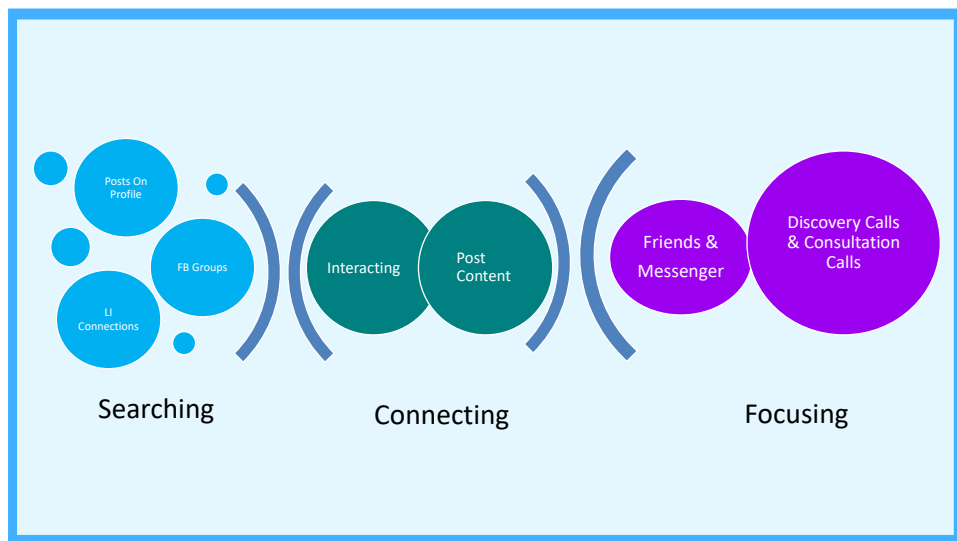 Posts On
Profile
FB Groups
LI
Connections
Searching
Interacting
Post
Content
Connecting
Friends &
Messenger
Discovery Calls
& Consultation
Calls
Focusing